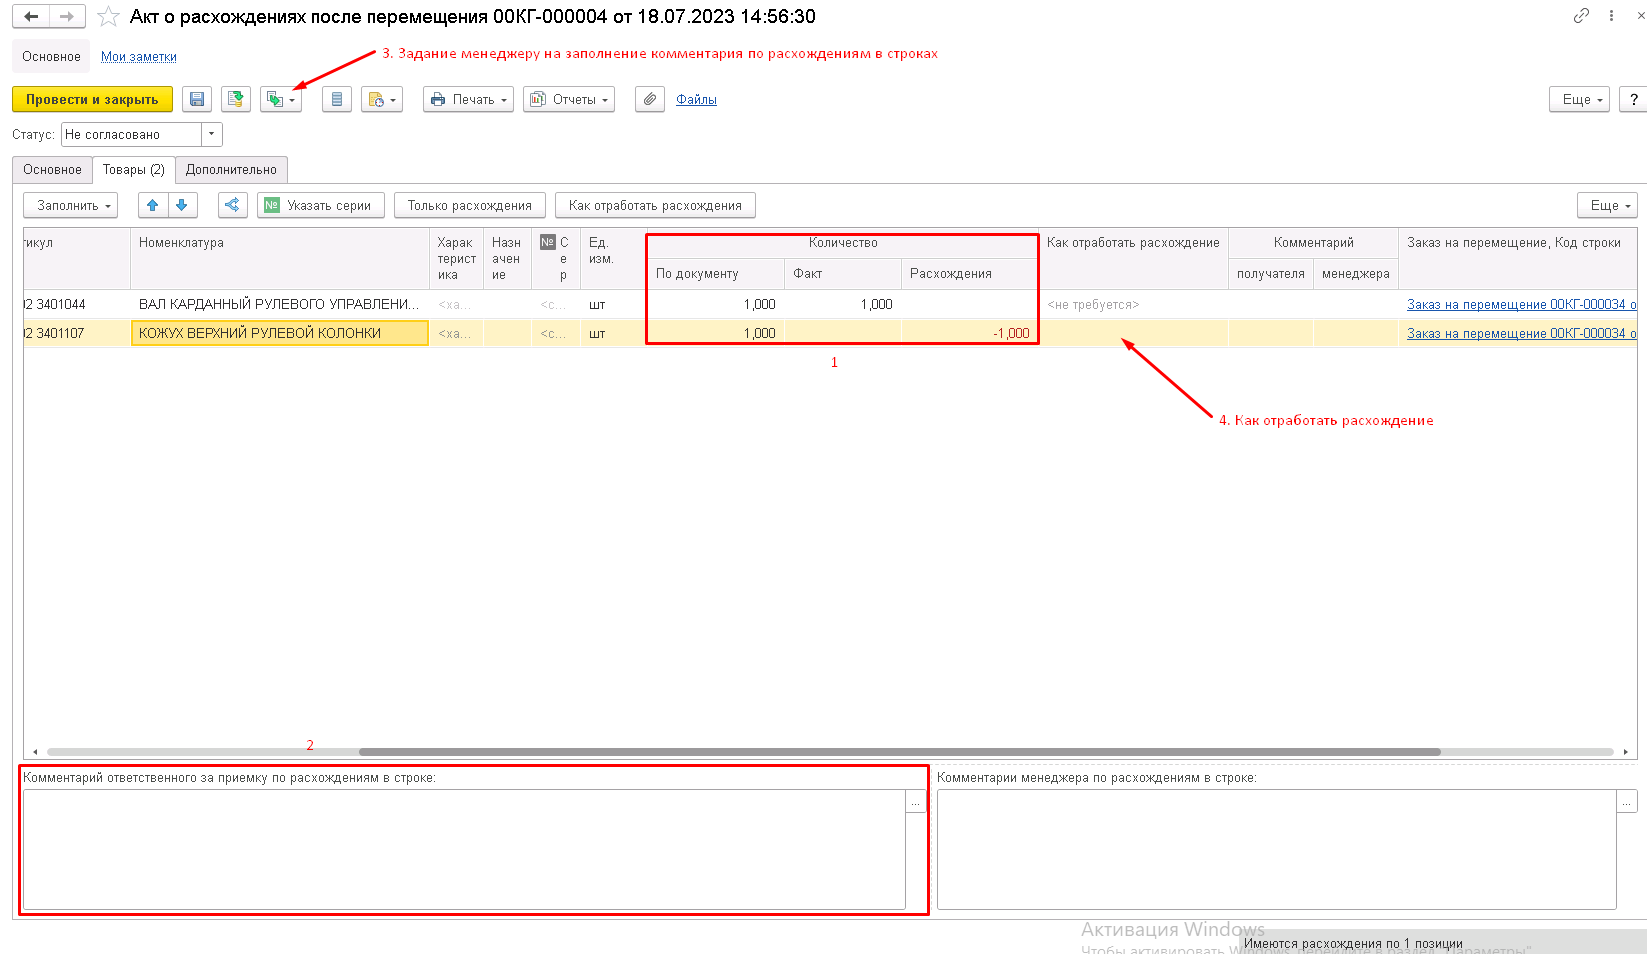 Акт о расхождениях после перемещения 00КГ-000004 от 18.07.2023 14:56:30
Основное Мои заметки
3. Задание менеджеру на заполнение комментария по расхождениям в строках
Провести и закрыть Печать Отчеты Файлы Еще ?
Статус: Не согласовано
Основное Товары (2) Дополнительно
Заполнить № Указать серии Только расхождения Как отработать расхождения Еще
тикул Номенклатура Харак теристика Назначение № Сер Ед. изм. Количество Как отработать расхождение Комментарий Заказ на перемещение, Код строки
По документу Факт Расхождения получателя менеджера
02 3401044 ВАЛ КАРДАННЫЙ РУЛЕВОГО УПРАВЛЕНИ... <ха... <с... шт 1,000 1,000 <не требуется> Заказ на перемещение 00КГ-000034 о
02 3401107 КОЖУХ ВЕРХНИЙ РУЛЕВОЙ КОЛОНКИ <ха... <с... шт 1,000 -1,000 Заказ на перемещение 00КГ-000034 о
1
4. Как отработать расхождение
2
Комментарий ответственного за приемку по расхождениям в строке: Комментарии менеджера по расхождениям в строке:
... ...
Активация Windows
Имеются расхождения по 1 позиции
Чтобы активировать Windows, перейдите в раздел "Параметры".